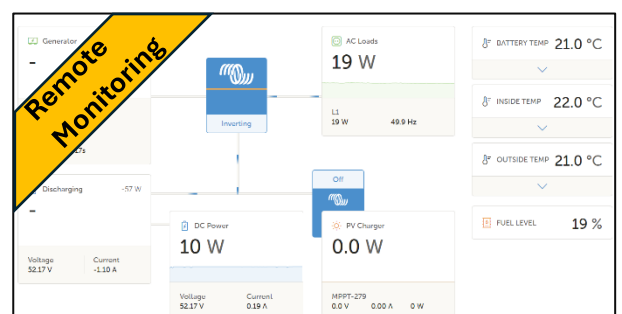 Remote
Monitoring
Generator
-
7s
Inverting
AC Loads
19 W
L1
19 W 49.9 Hz
BATTERY TEMP 21.0 °C
INSIDE TEMP 22.0 °C
OUTSIDE TEMP 21.0 °C
FUEL LEVEL 19 %
Discharging -57 W
-
Voltage Current
52.17 V -1.10 A
DC Power
10 W
Voltage Current
52.17 V 0.19 A
Off
PV Charger
0.0 W
MPPT-279
0.0 V 0.00 A 0 W